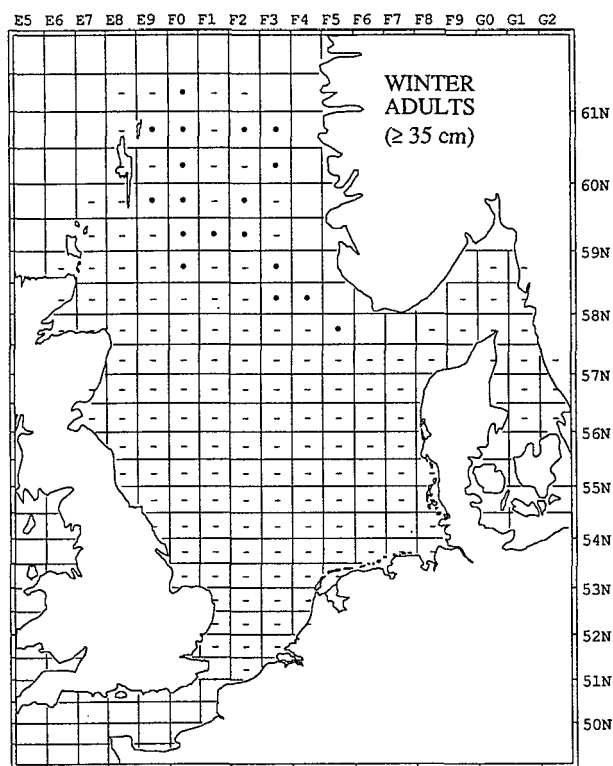 E5 E6 E7 E8 E9 F0 F1 F2 F3 F4 F5 F6 F7 F8 F9 G0 G1 G2
WINTER
ADULTS
(≥ 35 cm)
61N
60N
59N
58N
57N
56N
55N
54N
53N
52N
51N
50N